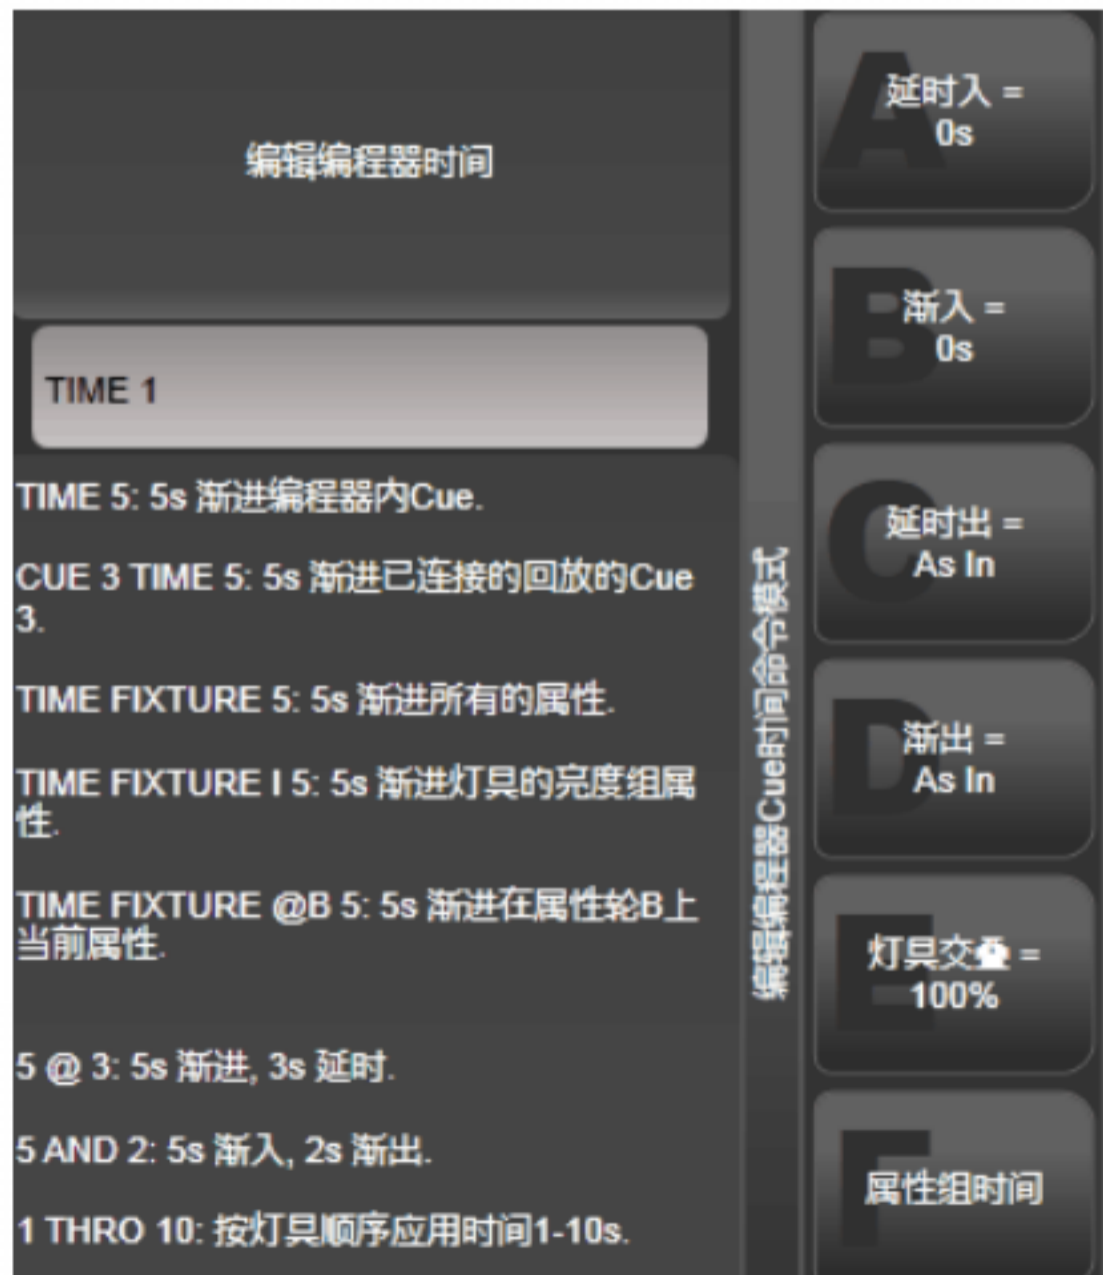 编辑编程器时间
TIME 1
TIME 5: 5s 渐进编程器内Cue.
CUE 3 TIME 5: 5s 渐进已连接的回放的Cue
3.
TIME FIXTURE 5: 5s 渐进所有的属性.
TIME FIXTURE I 5: 5s 渐进灯具的亮度组属
性.
TIME FIXTURE @B 5: 5s 渐进在属性轮B上
当前属性.
5 @ 3: 5s 渐进, 3s 延时.
5 AND 2: 5s 渐入, 2s 渐出.
1 THRO 10: 按灯具顺序应用时间1-10s.
编辑编程器Cue时间命令模式
A
延时入 =
0s
B
渐入 =
0s
C
延时出 =
As In
D
渐出 =
As In
E
灯具交叠 =
100%
F
属性组时间